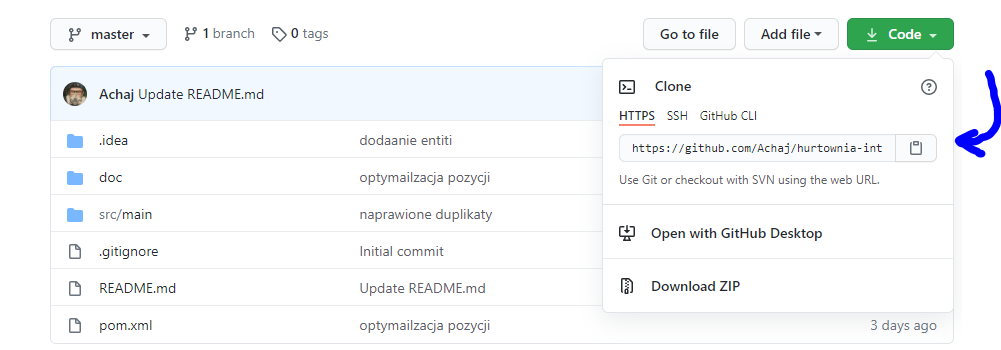 master 1 branch 0 tags Go to file Add file Code
Achaj Update README.md
Clone
HTTPS SSH GitHub CLI
https://github.com/Achaj/hurtownia-int
Use Git or checkout with SVN using the web URL.
Open with GitHub Desktop
Download ZIP
.idea dodaanie entiti
doc optymailzacja pozycji
src/main naprawione duplikaty
.gitignore Initial commit
README.md Update README.md
pom.xml optymailzacja pozycji 3 days ago